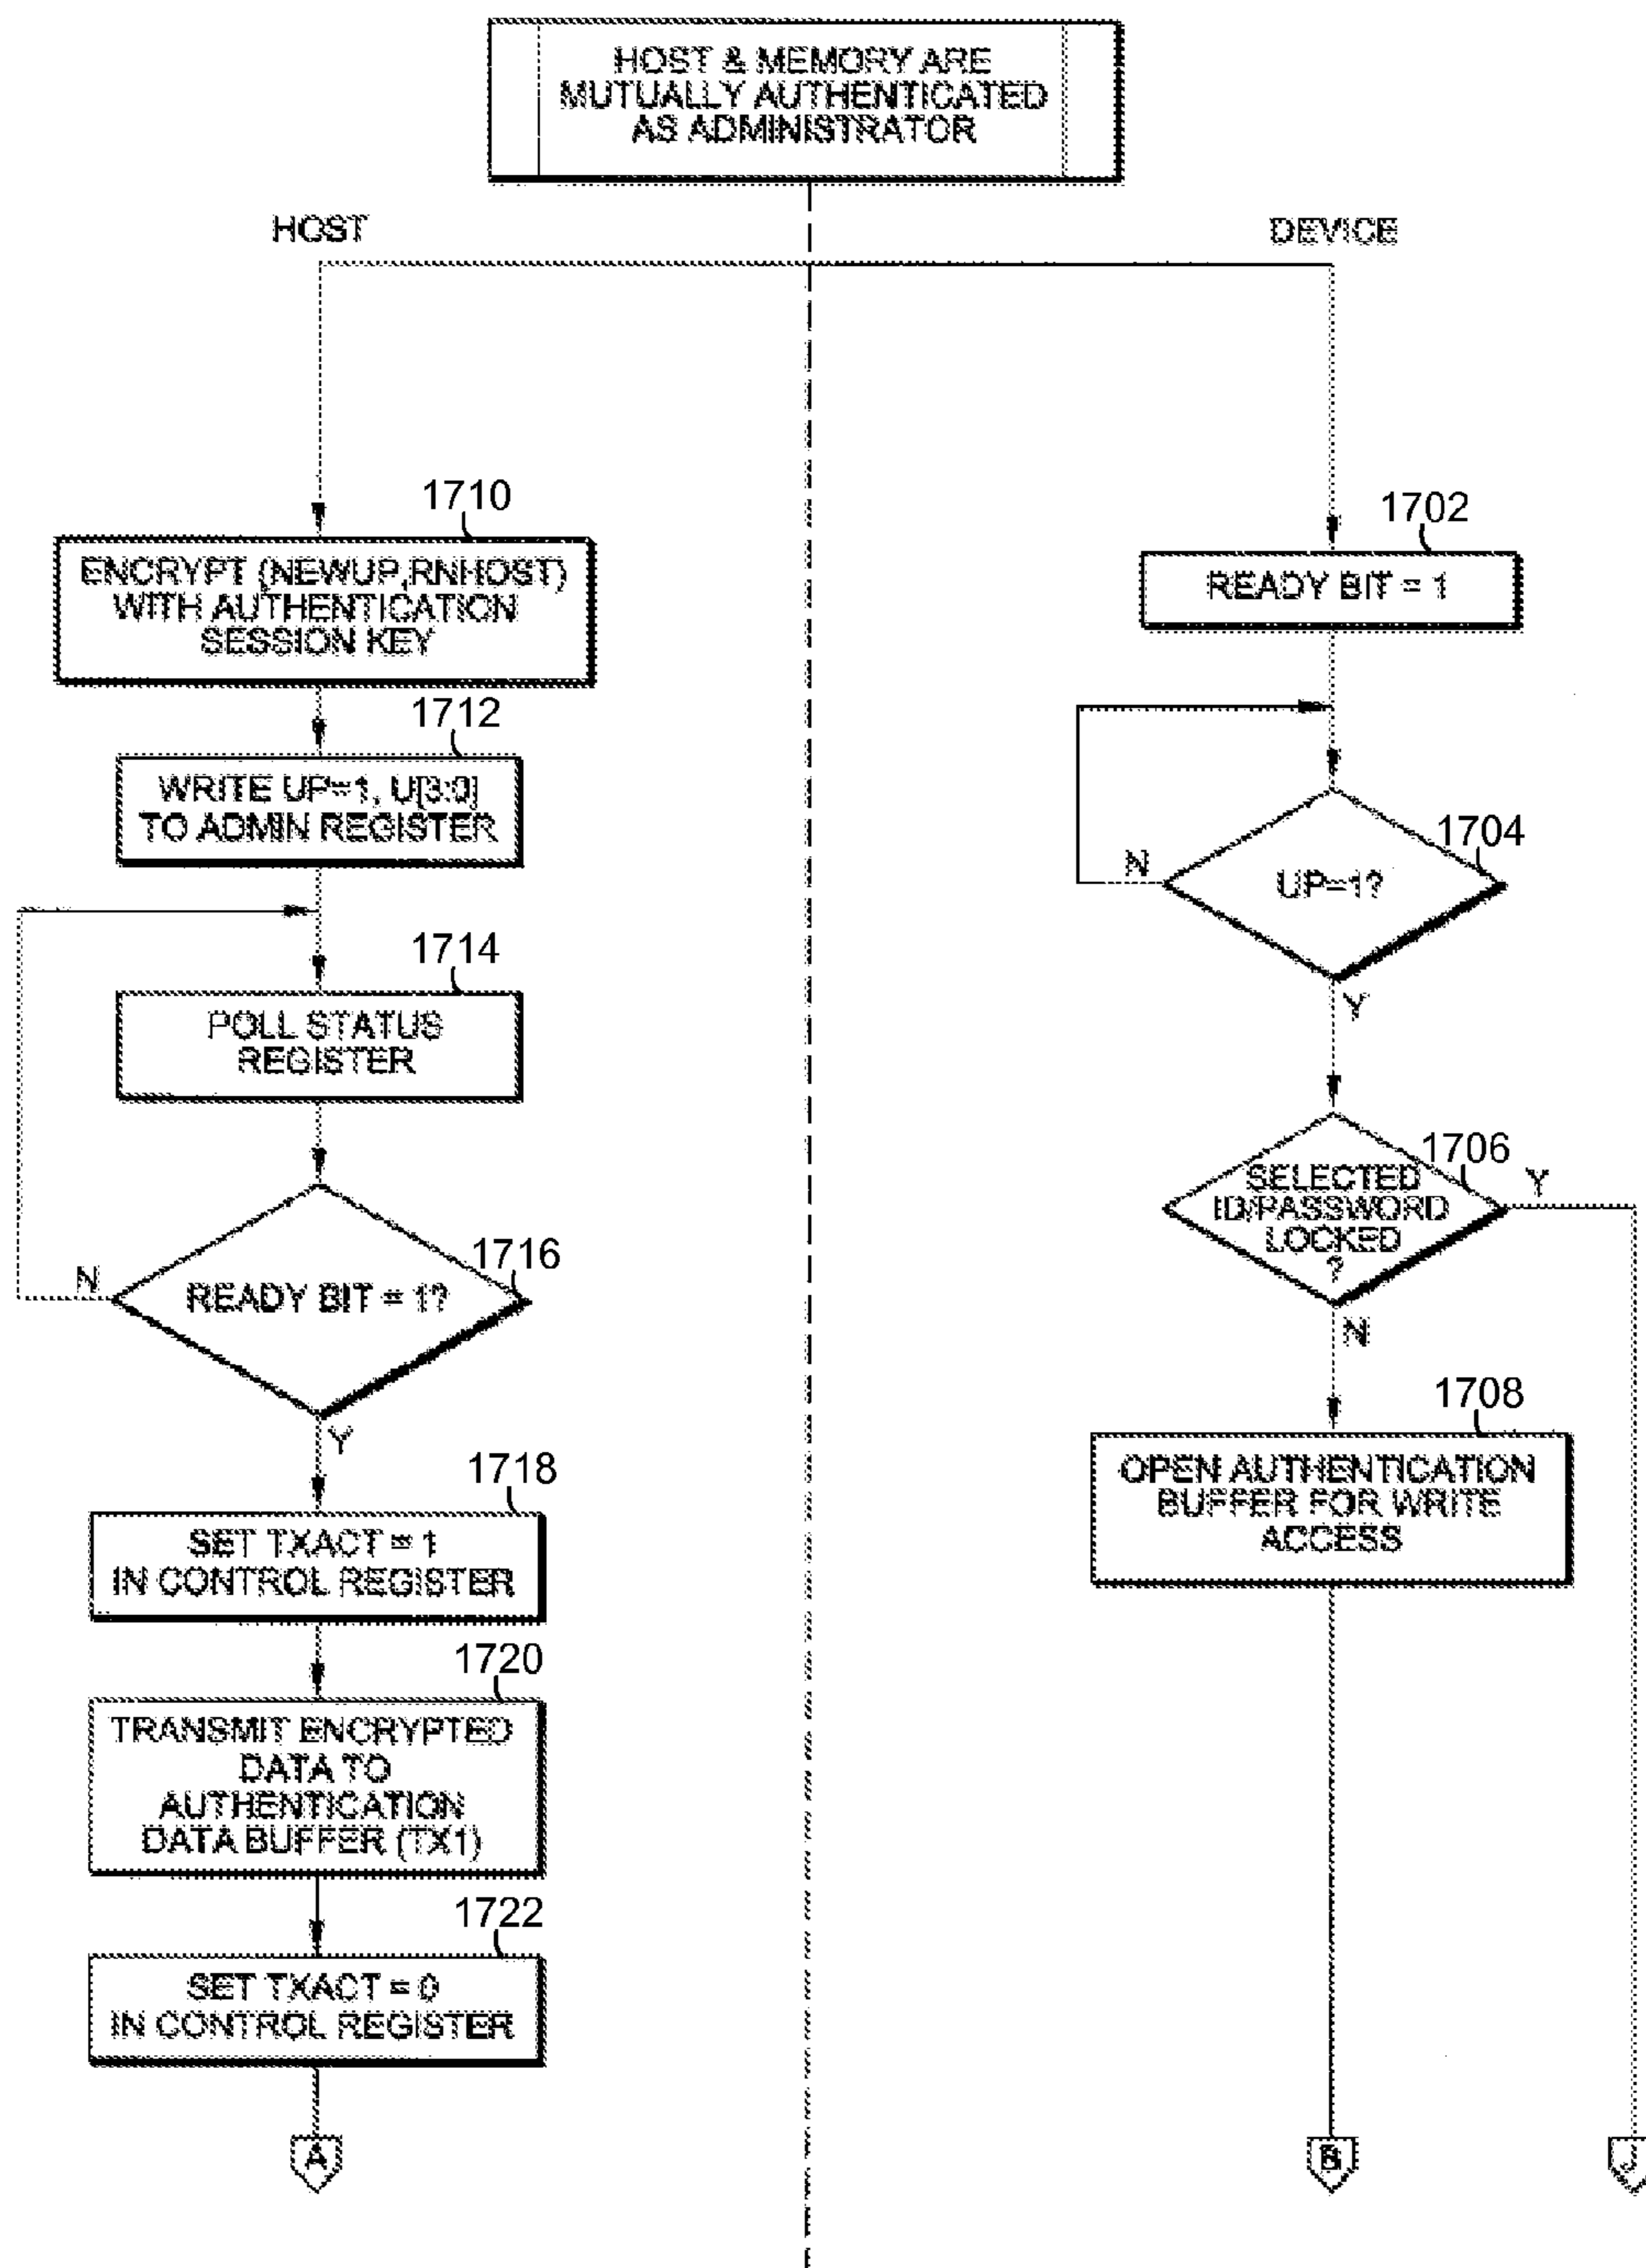 HOST & MEMORY ARE
MUTUALLY AUTHENTICATED
AS ADMINISTRATOR
HOST
DEVICE
1710
ENCRYPT (NEWUP,RNHOST)
WITH AUTHENTICATION
SESSION KEY
1712
WRITE UP=1, U[3:0]
TO ADMIN REGISTER
1714
POLL STATUS
REGISTER
1716
READY BIT = 1?
N
Y
1718
SET TXACT = 1
IN CONTROL REGISTER
1720
TRANSMIT ENCRYPTED
DATA TO
AUTHENTICATION
DATA BUFFER (TX1)
1722
SET TXACT = 0
IN CONTROL REGISTER
A
1702
READY BIT = 1
1704
UP=1?
N
Y
1706
SELECTED
ID/PASSWORD
LOCKED
?
Y
N
1708
OPEN AUTHENTICATION
BUFFER FOR WRITE
ACCESS
B
J